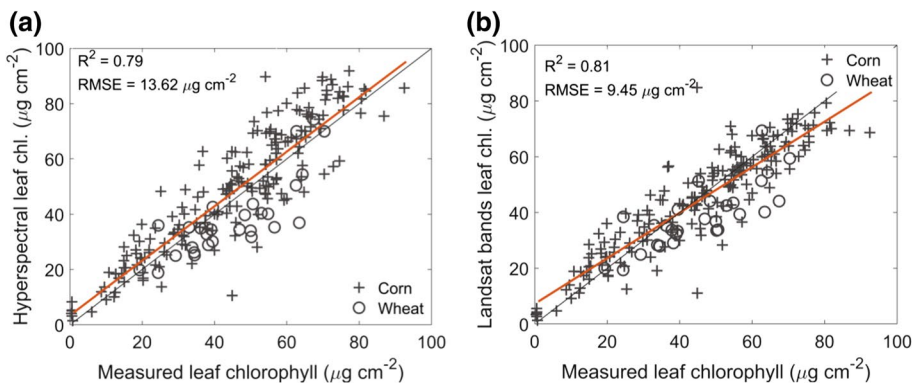 (a)
R² = 0.79
RMSE = 13.62 μg cm⁻²
Hyperspectral leaf chl. (μg cm⁻²)
100
80
60
40
20
0
Corn
Wheat
0 20 40 60 80 100
Measured leaf chlorophyll (μg cm⁻²)
(b)
R² = 0.81
RMSE = 9.45 μg cm⁻²
Corn
Wheat
Landsat bands leaf chl. (μg cm⁻²)
100
80
60
40
20
0
0 20 40 60 80 100
Measured leaf chlorophyll (μg cm⁻²)